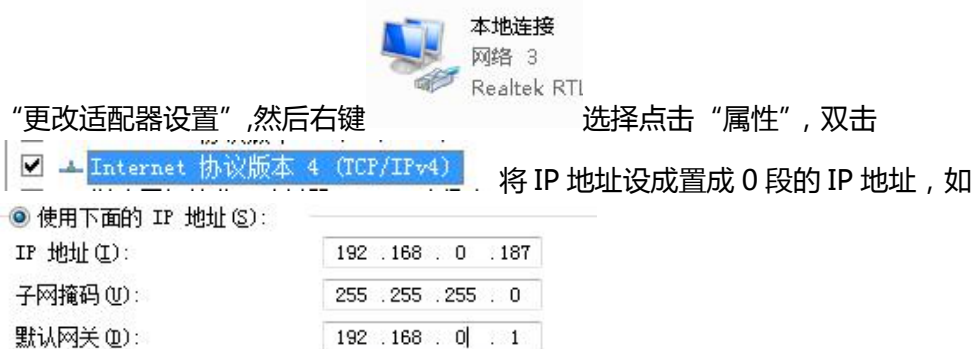 本地连接
网络 3
Realtek RTL
“更改适配器设置”,然后右键 选择点击“属性”, 双击
Internet 协议版本 4 (TCP/IPv4)
将 IP 地址设成置成 0 段的 IP 地址 , 如
使用下面的 IP 地址(S):
IP 地址(I): 192 . 168 . 0 . 187
子网掩码(U): 255 . 255 . 255 . 0
默认网关(D): 192 . 168 . 0 . 1